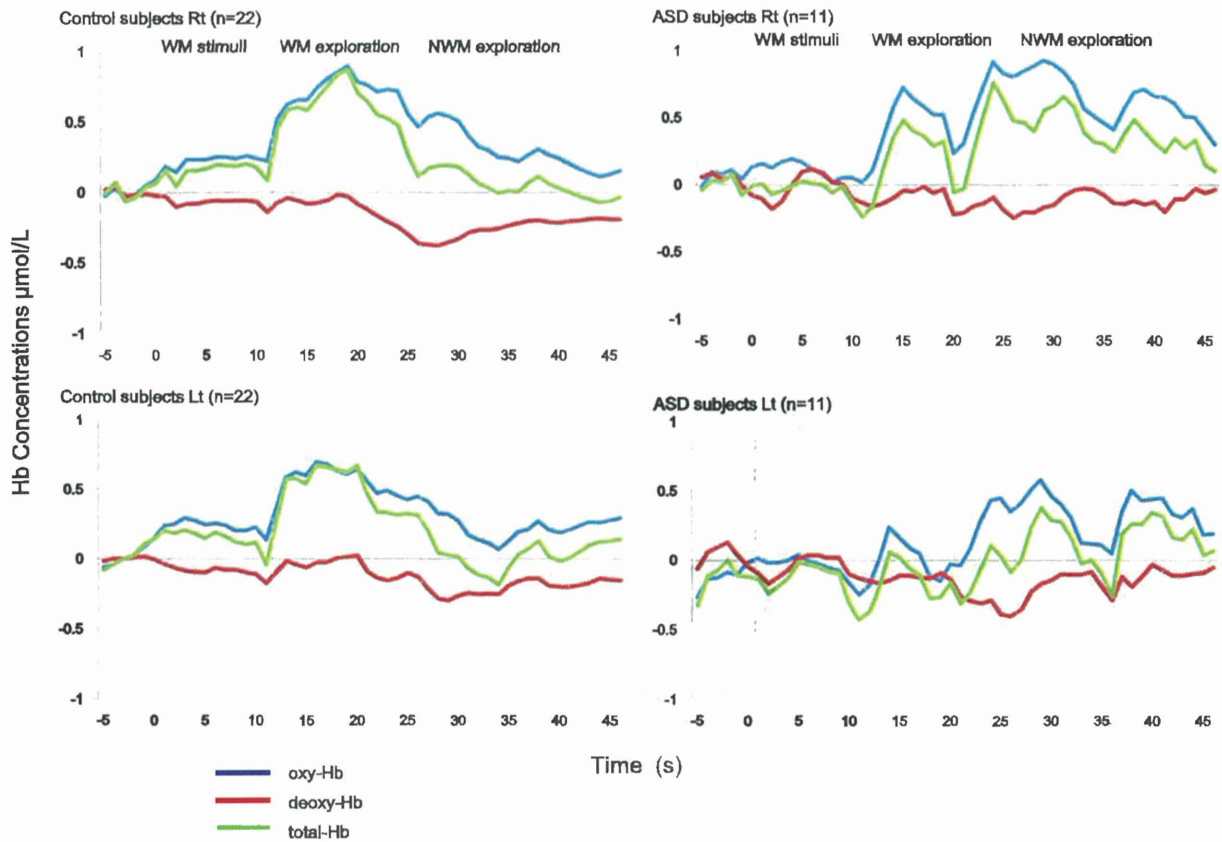 Control subjects Rt (n=22)
WM stimuli WM exploration NWM exploration
1
0.5
0
-0.5
-1
-5 0 5 10 15 20 25 30 35 40 45
ASD subjects Rt (n=11)
WM stimuli WM exploration NWM exploration
1
0.5
0
-0.5
-1
-5 0 5 10 15 20 25 30 35 40 45
Hb Concentrations μmol/L
Control subjects Lt (n=22)
1
0.5
0
-0.5
-1
-5 0 5 10 15 20 25 30 35 40 45
ASD subjects Lt (n=11)
1
0.5
0
-0.5
-1
-5 0 5 10 15 20 25 30 35 40 45
Time (s)
oxy-Hb
deoxy-Hb
total-Hb